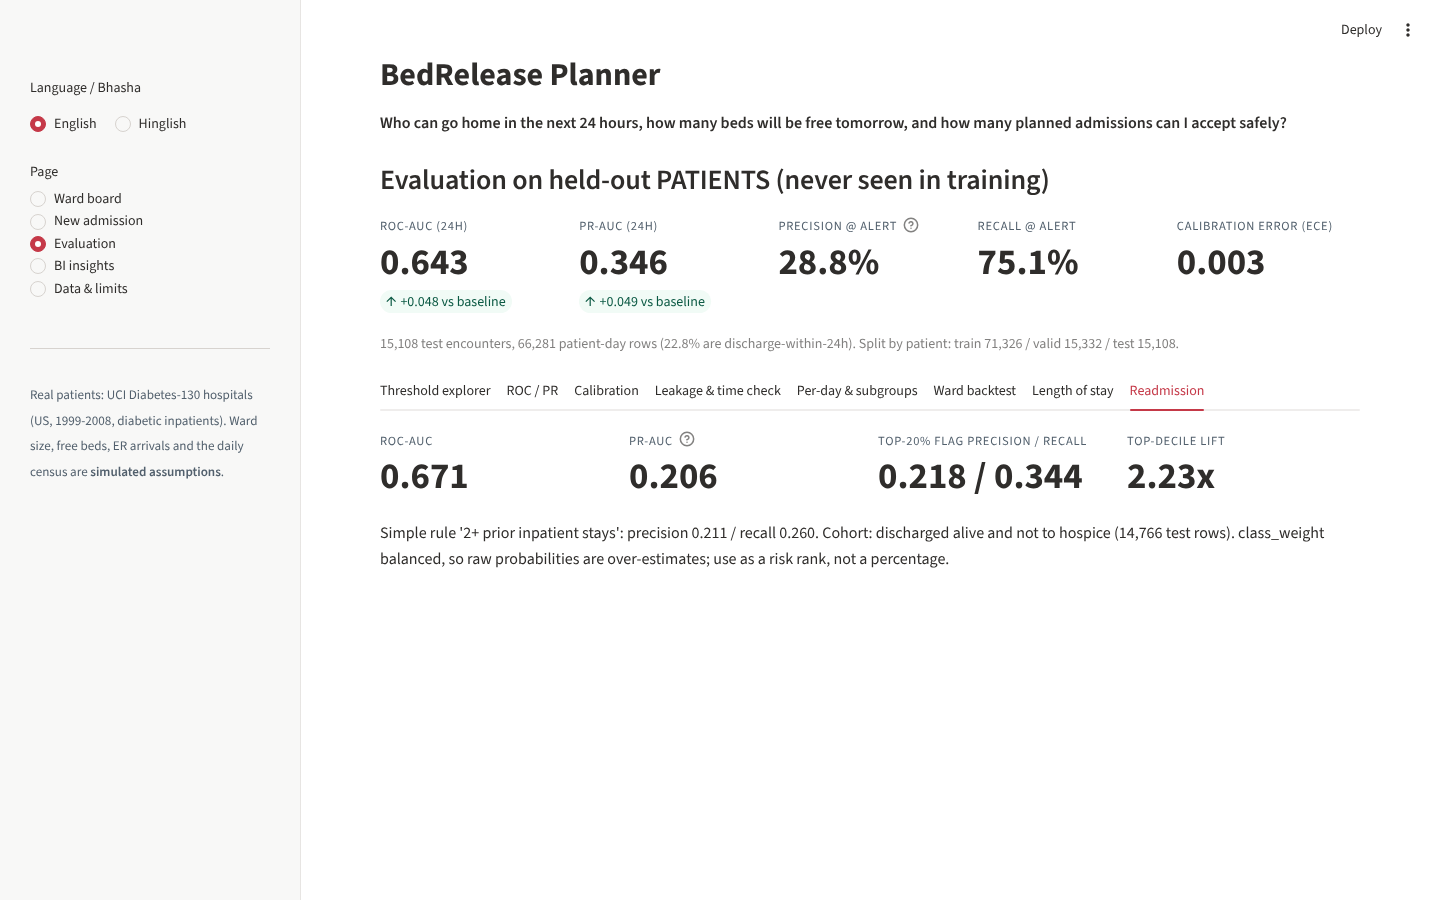 Deploy
Language / Bhasha
English
Hinglish
Page
Ward board
New admission
Evaluation
BI insights
Data & limits
Real patients: UCI Diabetes-130 hospitals
(US, 1999-2008, diabetic inpatients). Ward
size, free beds, ER arrivals and the daily
census are simulated assumptions.
BedRelease Planner
Who can go home in the next 24 hours, how many beds will be free tomorrow, and how many planned admissions can I accept safely?
Evaluation on held-out PATIENTS (never seen in training)
ROC-AUC (24H) PR-AUC (24H) PRECISION @ ALERT RECALL @ ALERT CALIBRATION ERROR (ECE)
0.643 0.346 28.8% 75.1% 0.003
↑ +0.048 vs baseline ↑ +0.049 vs baseline
15,108 test encounters, 66,281 patient-day rows (22.8% are discharge-within-24h). Split by patient: train 71,326 / valid 15,332 / test 15,108.
Threshold explorer ROC / PR Calibration Leakage & time check Per-day & subgroups Ward backtest Length of stay Readmission
ROC-AUC PR-AUC TOP-20% FLAG PRECISION / RECALL TOP-DECILE LIFT
0.671 0.206 0.218 / 0.344 2.23x
Simple rule '2+ prior inpatient stays': precision 0.211 / recall 0.260. Cohort: discharged alive and not to hospice (14,766 test rows). class_weight
balanced, so raw probabilities are over-estimates; use as a risk rank, not a percentage.